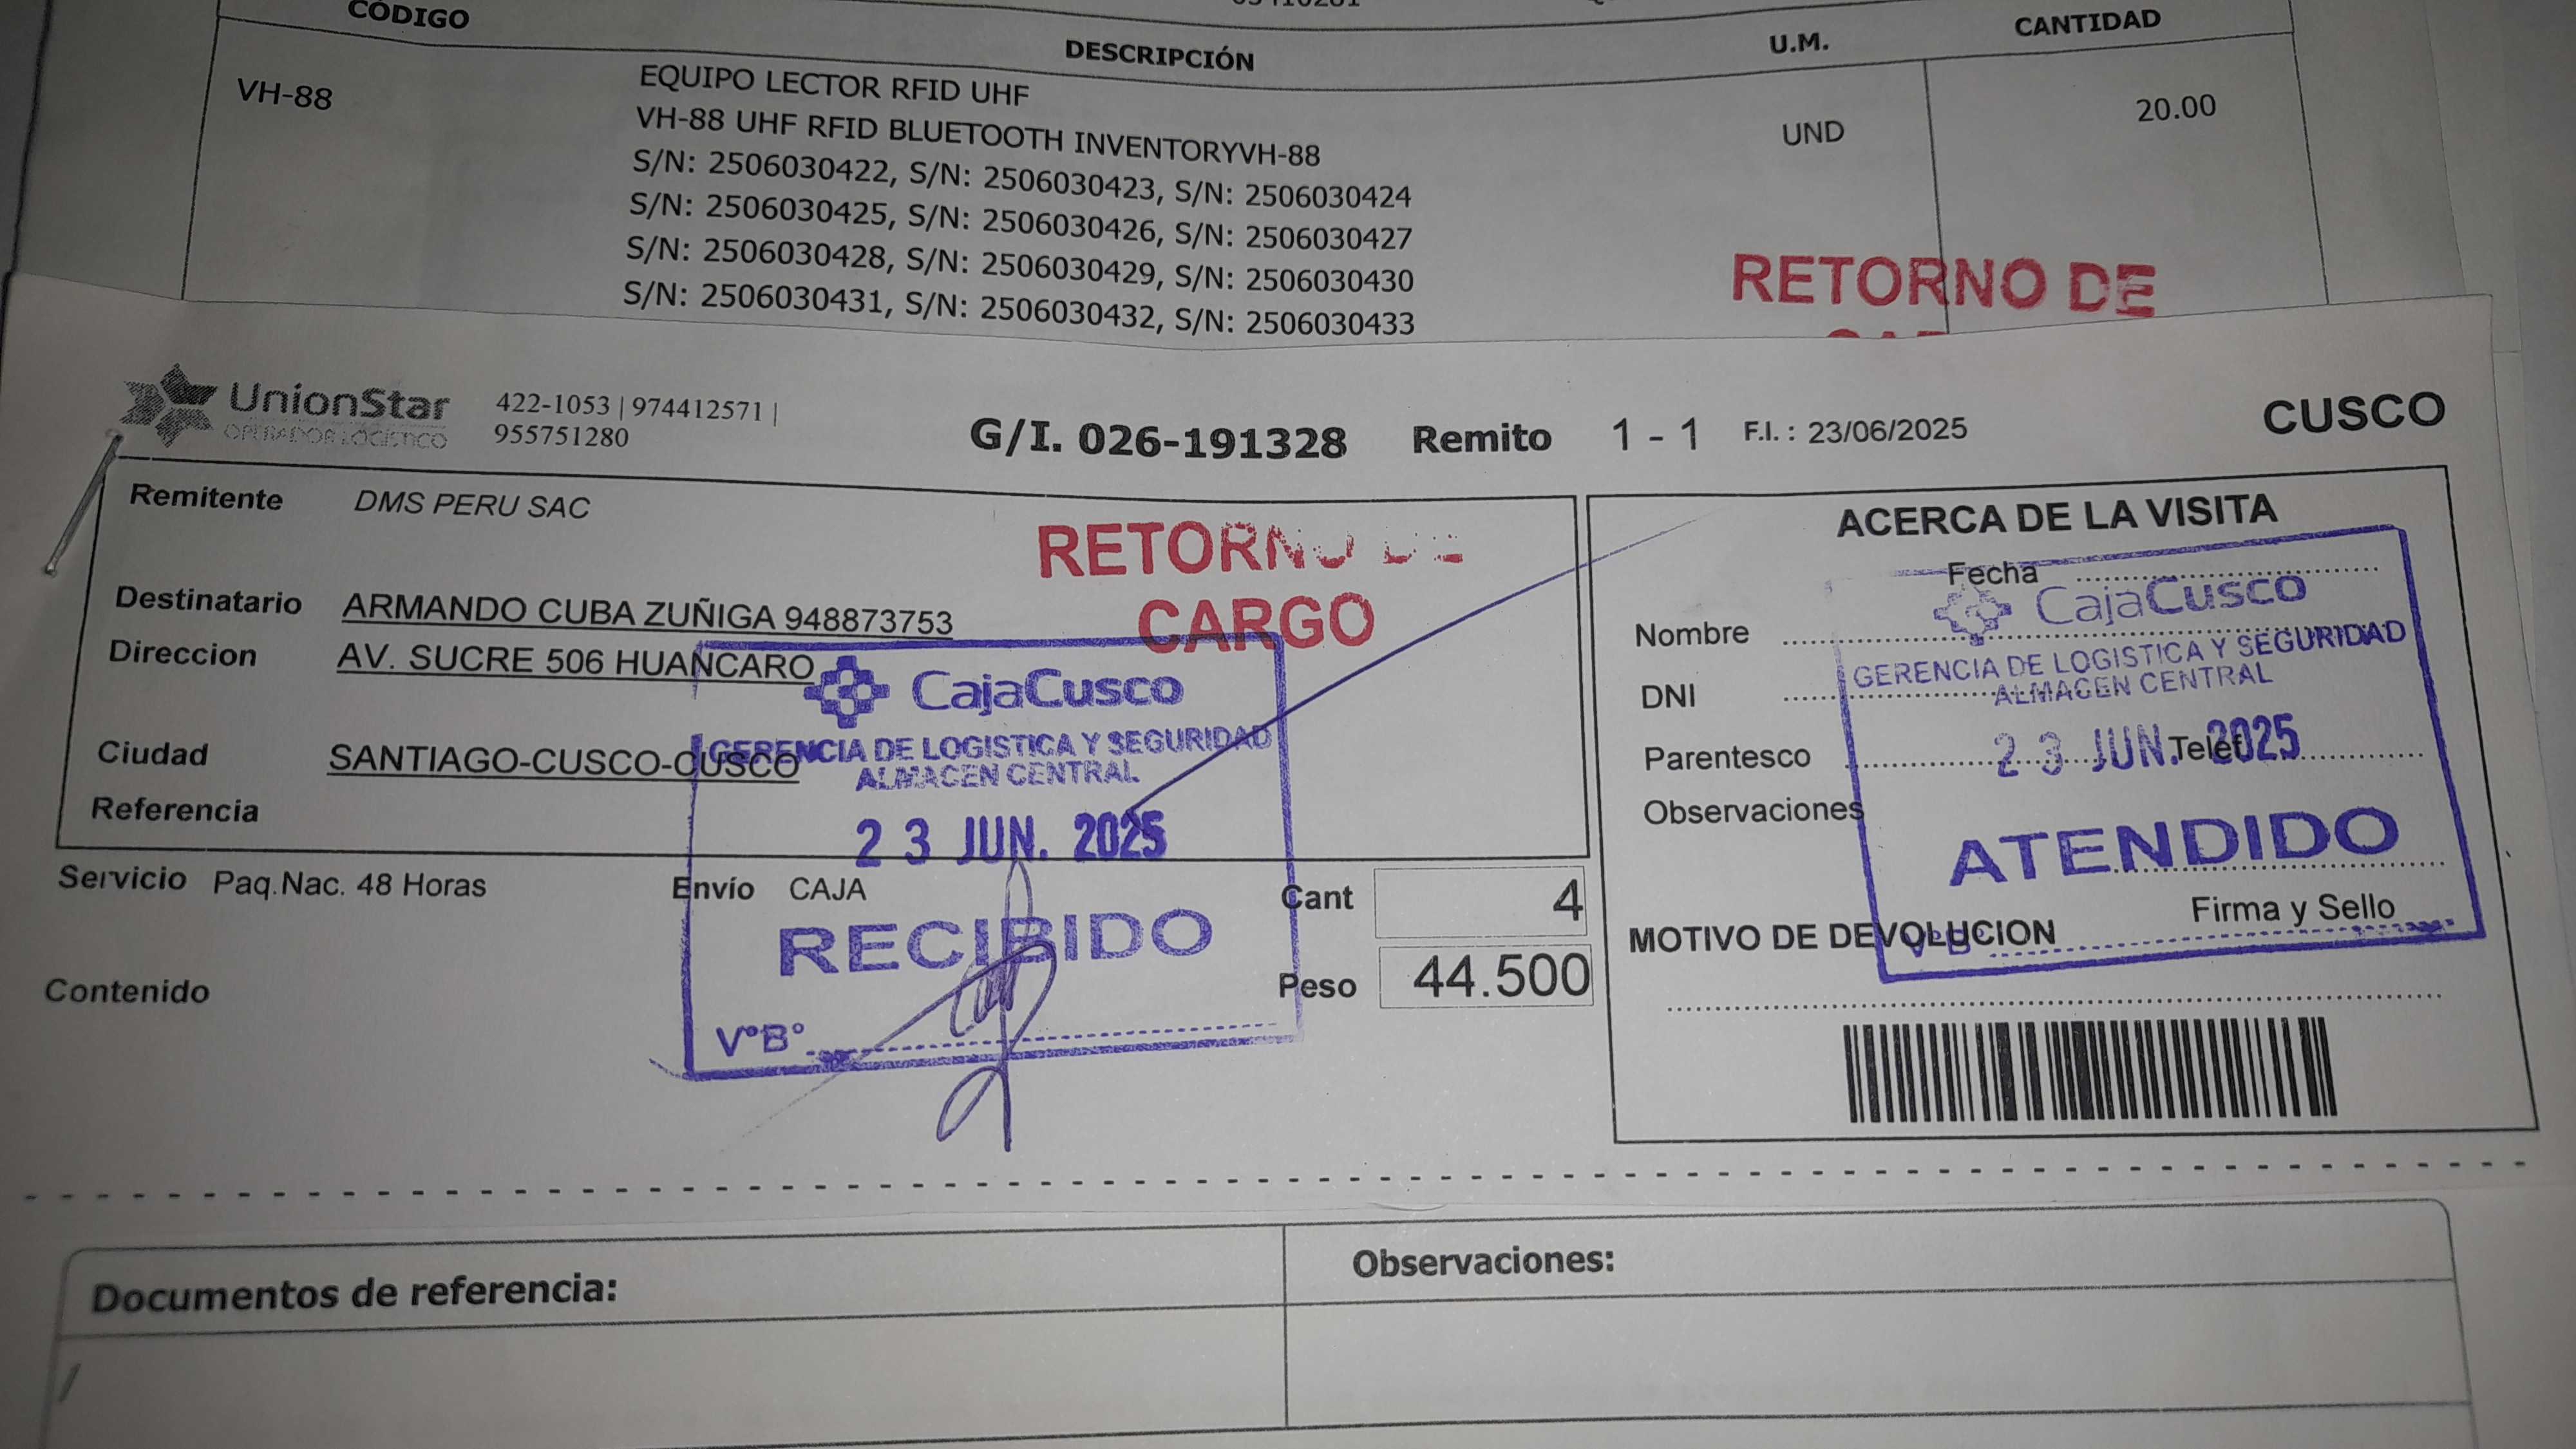 CÓDIGO DESCRIPCIÓN U.M. CANTIDAD
VH-88 EQUIPO LECTOR RFID UHF UND 20.00
VH-88 UHF RFID BLUETOOTH INVENTORYVH-88
S/N: 2506030422, S/N: 2506030423, S/N: 2506030424
S/N: 2506030425, S/N: 2506030426, S/N: 2506030427
S/N: 2506030428, S/N: 2506030429, S/N: 2506030430
S/N: 2506030431, S/N: 2506030432, S/N: 2506030433
RETORNO DE
UnionStar
OPERADOR LOGÍSTICO
422-1053 | 974412571 |
955751280
G/I. 026-191328 Remito 1 - 1 F.I. : 23/06/2025 CUSCO
Remitente DMS PERU SAC
RETORNO DE
CARGO
Destinatario ARMANDO CUBA ZUÑIGA 948873753
Direccion AV. SUCRE 506 HUANCARO
Ciudad SANTIAGO-CUSCO-CUSCO
Referencia
CajaCusco
GERENCIA DE LOGISTICA Y SEGURIDAD
ALMACEN CENTRAL
23 JUN. 2025
RECIBIDO
V°B°
Servicio Paq.Nac. 48 Horas Envío CAJA Cant 4
Contenido Peso 44.500
ACERCA DE LA VISITA
Fecha
Nombre
DNI
Parentesco Telef
Observaciones
Firma y Sello
MOTIVO DE DEVOLUCION
CajaCusco
GERENCIA DE LOGISTICA Y SEGURIDAD
ALMACEN CENTRAL
23 JUN. 2025
ATENDIDO
V°B°
Documentos de referencia: Observaciones:
/